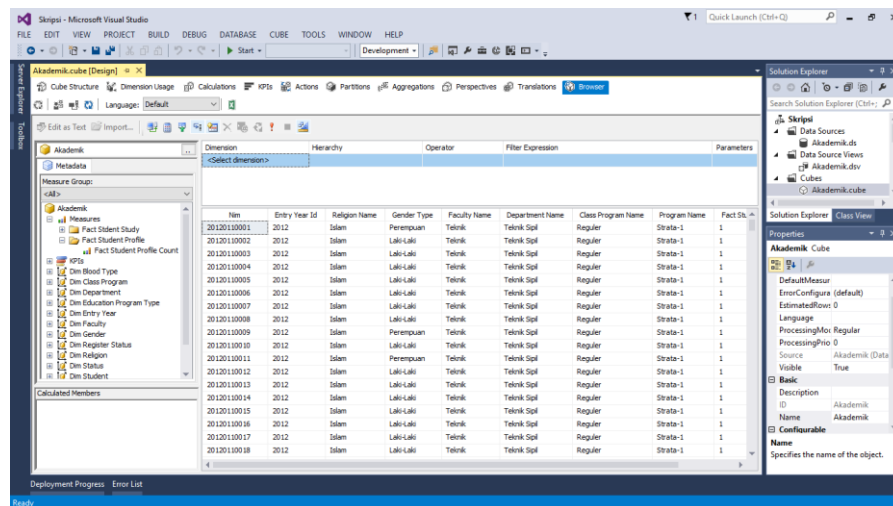 Skripsi - Microsoft Visual Studio
1 Quick Launch (Ctrl+Q)
FILE EDIT VIEW PROJECT BUILD DEBUG DATABASE CUBE TOOLS WINDOW HELP
Start - Development
Server Explorer
Toolbox
Akademik.cube [Design]
Cube Structure Dimension Usage Calculations KPIs Actions Partitions Aggregations Perspectives Translations Browser
Language: Default
Edit as Text Import...
Akademik ..
Metadata
Measure Group:
<All>
Akademik
Measures
Fact Stdent Study
Fact Student Profile
Fact Student Profile Count
KPIs
Dim Blood Type
Dim Class Program
Dim Department
Dim Education Program Type
Dim Entry Year
Dim Faculty
Dim Gender
Dim Register Status
Dim Religion
Dim Status
Dim Student
Calculated Members
Dimension Hierarchy Operator Filter Expression Parameters
<Select dimension>
Nim Entry Year Id Religion Name Gender Type Faculty Name Department Name Class Program Name Program Name Fact Stu
20120110001 2012 Islam Perempuan Teknik Teknik Sipil Reguler Strata-1 1
20120110002 2012 Islam Laki-Laki Teknik Teknik Sipil Reguler Strata-1 1
20120110003 2012 Islam Laki-Laki Teknik Teknik Sipil Reguler Strata-1 1
20120110004 2012 Islam Laki-Laki Teknik Teknik Sipil Reguler Strata-1 1
20120110005 2012 Islam Laki-Laki Teknik Teknik Sipil Reguler Strata-1 1
20120110006 2012 Islam Laki-Laki Teknik Teknik Sipil Reguler Strata-1 1
20120110007 2012 Islam Laki-Laki Teknik Teknik Sipil Reguler Strata-1 1
20120110008 2012 Islam Laki-Laki Teknik Teknik Sipil Reguler Strata-1 1
20120110009 2012 Islam Perempuan Teknik Teknik Sipil Reguler Strata-1 1
20120110010 2012 Islam Laki-Laki Teknik Teknik Sipil Reguler Strata-1 1
20120110011 2012 Islam Perempuan Teknik Teknik Sipil Reguler Strata-1 1
20120110012 2012 Islam Laki-Laki Teknik Teknik Sipil Reguler Strata-1 1
20120110013 2012 Islam Laki-Laki Teknik Teknik Sipil Reguler Strata-1 1
20120110014 2012 Islam Laki-Laki Teknik Teknik Sipil Reguler Strata-1 1
20120110015 2012 Islam Laki-Laki Teknik Teknik Sipil Reguler Strata-1 1
20120110016 2012 Islam Laki-Laki Teknik Teknik Sipil Reguler Strata-1 1
20120110017 2012 Islam Laki-Laki Teknik Teknik Sipil Reguler Strata-1 1
20120110018 2012 Islam Laki-Laki Teknik Teknik Sipil Reguler Strata-1 1
Solution Explorer
Search Solution Explorer (Ctrl+;
Skripsi
Data Sources
Akademik.ds
Data Source Views
Akademik.dsv
Cubes
Akademik.cube
Solution Explorer Class View
Properties
Akademik Cube
DefaultMeasur
ErrorConfigura (default)
EstimatedRows 0
Language
ProcessingMod Regular
ProcessingPrio 0
Source Akademik (Data
Visible True
Basic
Description
ID Akademik
Name Akademik
Configurable
Name
Specifies the name of the object.
Deployment Progress Error List
Ready